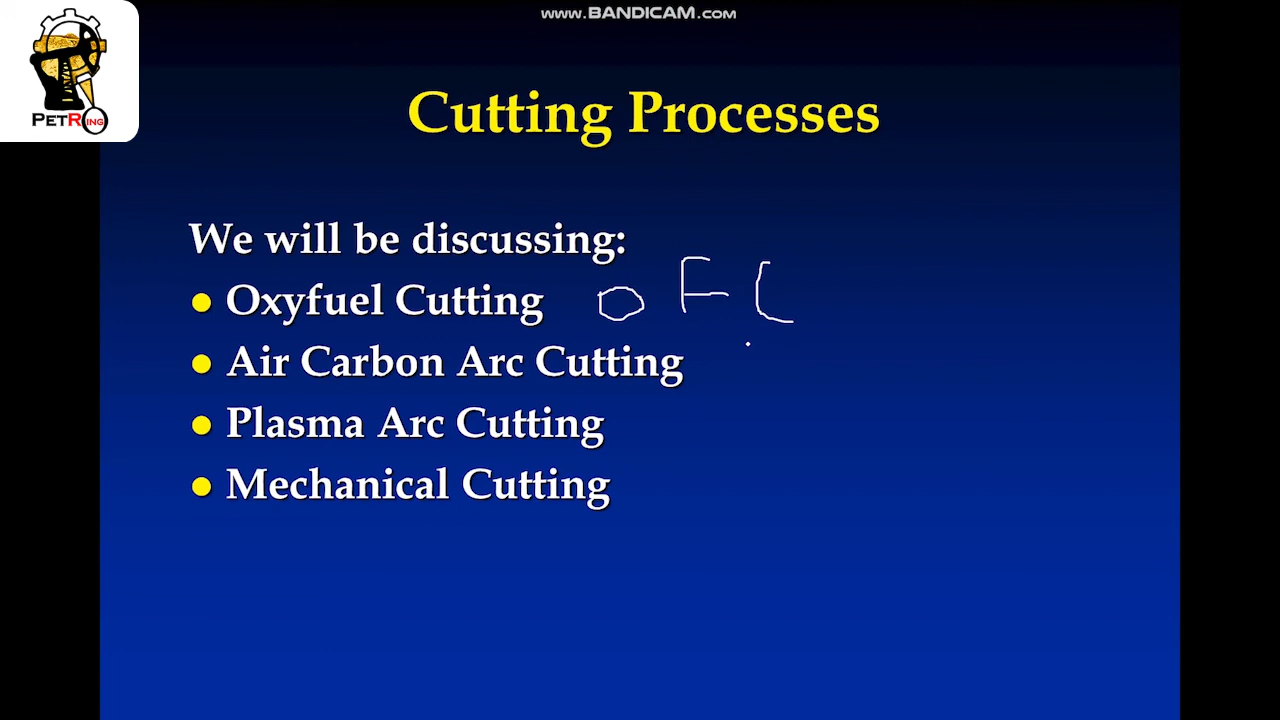 www.BANDICAM.com
PETRING
Cutting Processes
We will be discussing:
Oxyfuel Cutting OFC
Air Carbon Arc Cutting
Plasma Arc Cutting
Mechanical Cutting